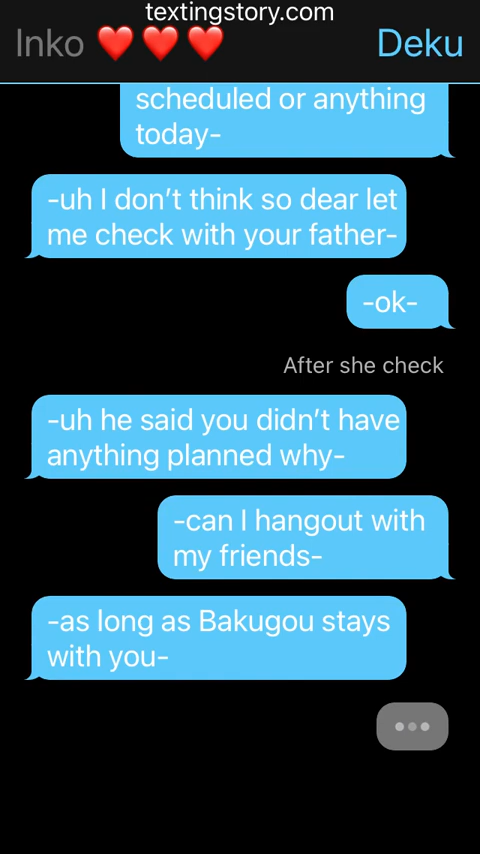 textingstory.com
Inko ❤️ ❤️ ❤️ Deku
scheduled or anything
today-
-uh I don’t think so dear let
me check with your father-
-ok-
After she check
-uh he said you didn’t have
anything planned why-
-can I hangout with
my friends-
-as long as Bakugou stays
with you-